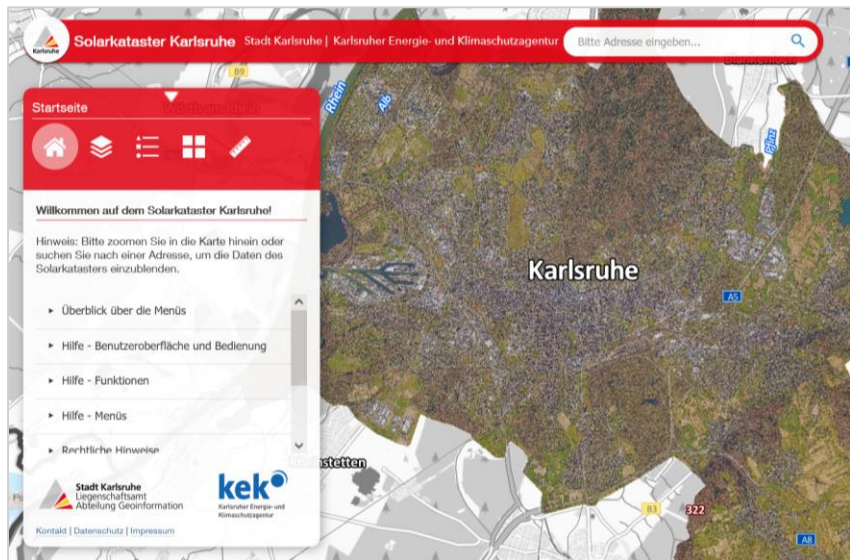 Karlsruhe
Solarkataster Karlsruhe Stadt Karlsruhe | Karlsruher Energie- und Klimaschutzagentur
Bitte Adresse eingeben...
B9
Rhein
Alb
Pfinz
Startseite
Willkommen auf dem Solarkataster Karlsruhe!
Hinweis: Bitte zoomen Sie in die Karte hinein oder
suchen Sie nach einer Adresse, um die Daten des
Solarkatasters einzublenden.
Karlsruhe
A5
Überblick über die Menüs
Hilfe - Benutzeroberfläche und Bedienung
Hilfe - Funktionen
Hilfe - Menüs
Rechtliche Hinweise
Stadt Karlsruhe
Liegenschaftsamt
Abteilung Geoinformation
kek
Karlsruher Energie- und
Klimaschutzagentur
Kontakt | Datenschutz | Impressum
B3
322
A8